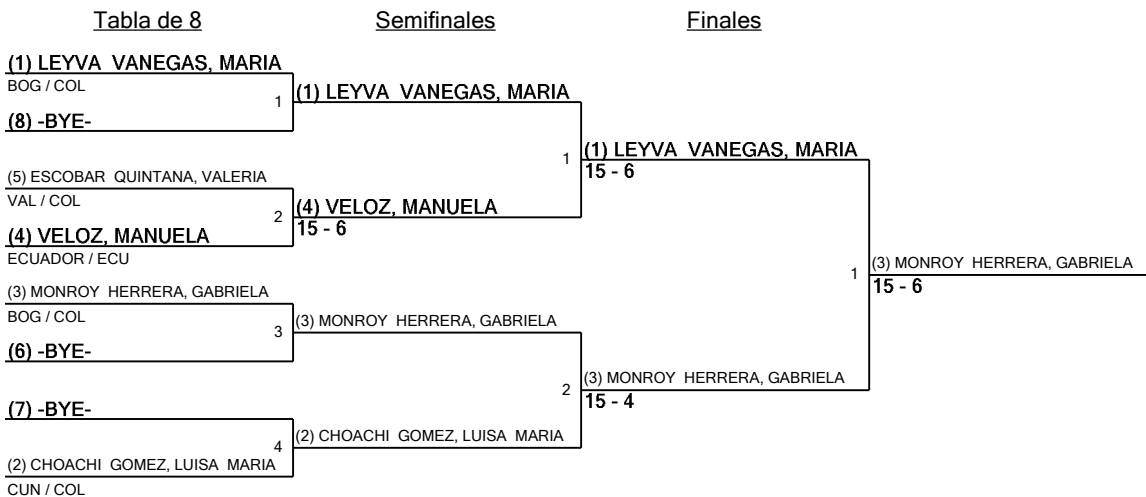 Tabla de 8
Semifinales
Finales
(1) LEYVA VANEGAS, MARIA
BOG / COL
1
(8) -BYE-
(1) LEYVA VANEGAS, MARIA
(5) ESCOBAR QUINTANA, VALERIA
VAL / COL
2
(4) VELOZ, MANUELA
ECUADOR / ECU
(4) VELOZ, MANUELA
15 - 6
1
(1) LEYVA VANEGAS, MARIA
15 - 6
(3) MONROY HERRERA, GABRIELA
BOG / COL
3
(6) -BYE-
(3) MONROY HERRERA, GABRIELA
(7) -BYE-
4
(2) CHOACHI GOMEZ, LUISA MARIA
CUN / COL
(2) CHOACHI GOMEZ, LUISA MARIA
2
(3) MONROY HERRERA, GABRIELA
15 - 4
1
(3) MONROY HERRERA, GABRIELA
15 - 6